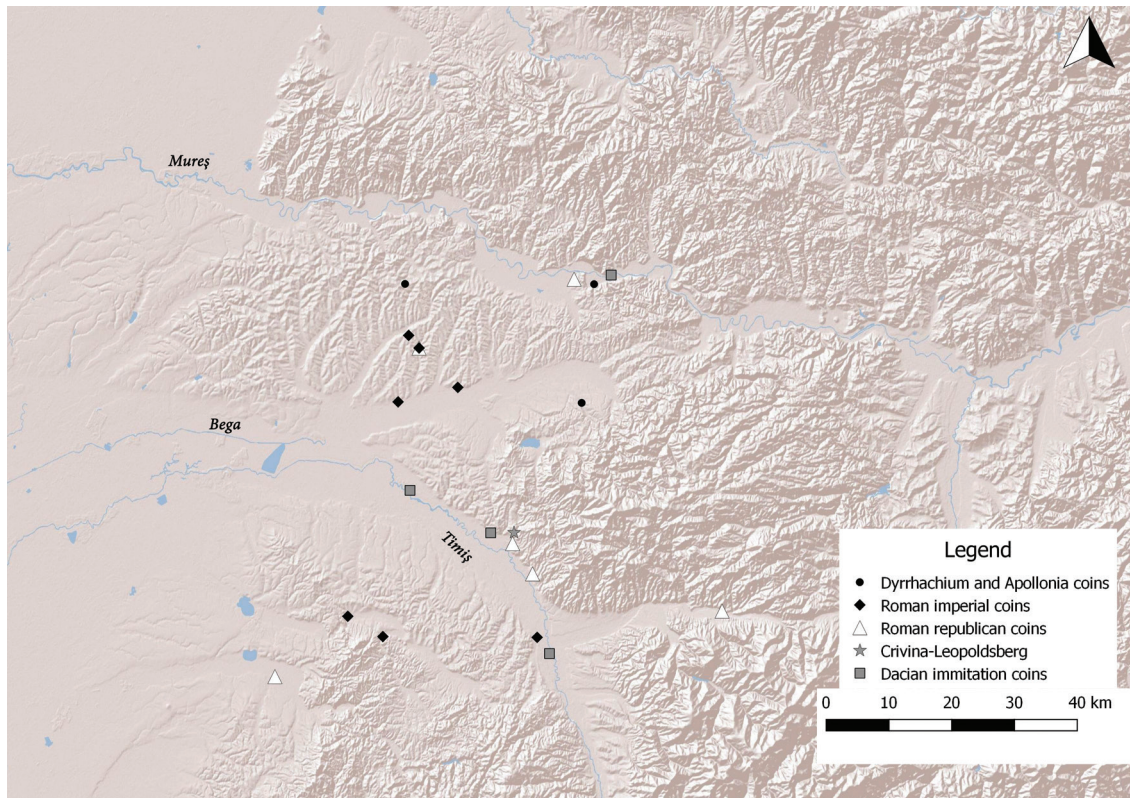 Mureş
Bega
Timiş
Legend
Dyrrhachium and Apollonia coins
Roman imperial coins
Roman republican coins
Crivina-Leopoldsberg
Dacian immitation coins
0 10 20 30 40 km